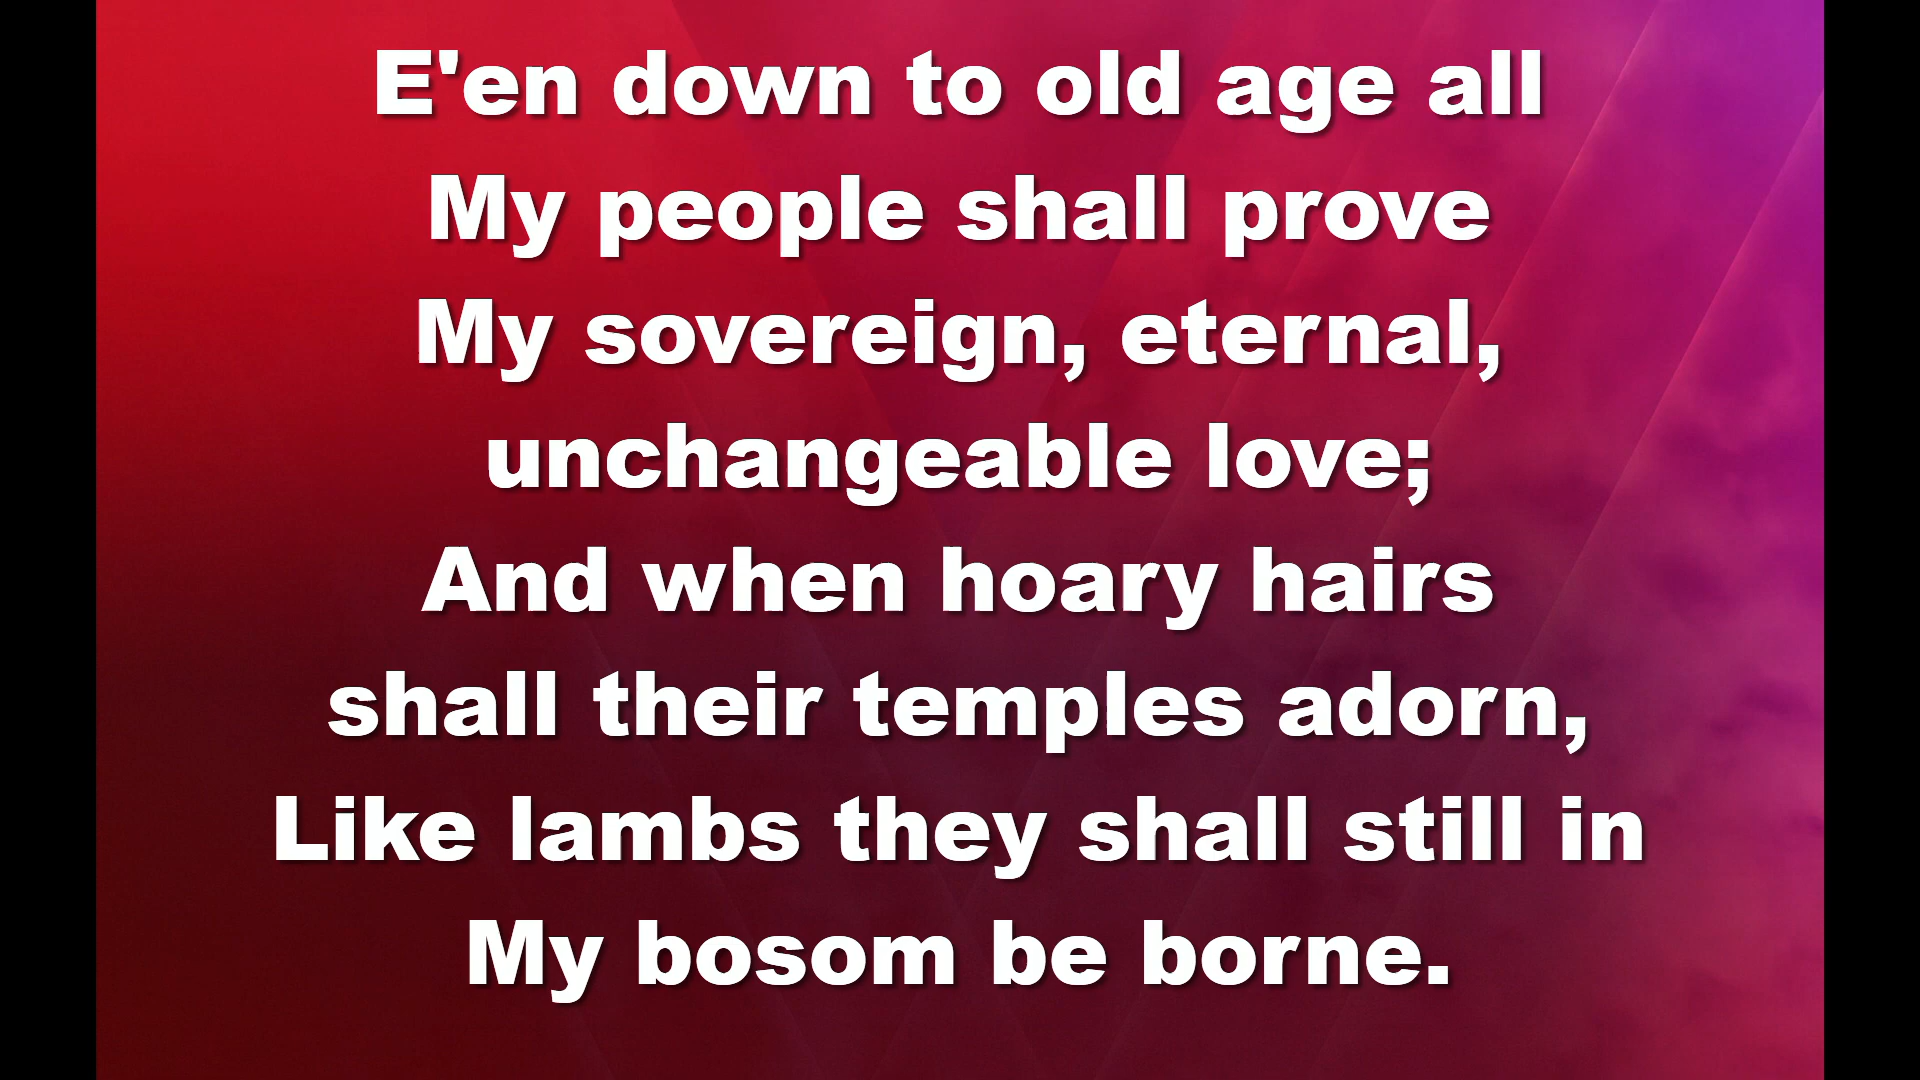 E'en down to old age all
My people shall prove
My sovereign, eternal,
unchangeable love;
And when hoary hairs
shall their temples adorn,
Like lambs they shall still in
My bosom be borne.